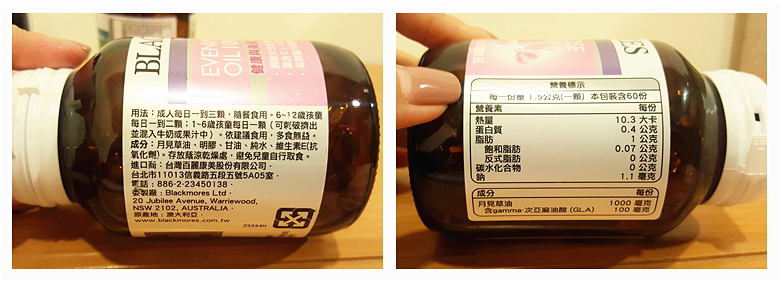 BLA
EVEN
OIL 10
健康與美
用法：成人每日一到三顆，隨餐食用。6-12歲孩童
每日一到二顆；1-6歲孩童每日一顆（可刺破擠出
並混入牛奶或果汁中）。依建議食用，多食無益。
成分：月見草油、明膠、甘油、純水、維生素E(抗
氧化劑)。存放蔭涼乾燥處，避免兒童自行取食。
進口商：台灣百麗康美股份有限公司．
台北市11013信義路五段五號5A05室．
電話：886-2-23450138．
委製廠：Blackmores Ltd．
20 Jubilee Avenue, Warriewood,
NSW 2102, AUSTRALIA．
原產地：澳大利亞．
www.blackmores.com.tw
23344H
ES
SE
營養標示
每一份量 1.5公克(一顆) 本包裝含60份
營養素 每份
熱量 10.3 大卡
蛋白質 0.4 公克
脂肪 1 公克
飽和脂肪 0.07 公克
反式脂肪 0 公克
碳水化合物 0 公克
鈉 1.1 毫克
成分 每份
月見草油 1000 毫克
含gamma-次亞麻油酸 (GLA) 100 毫克